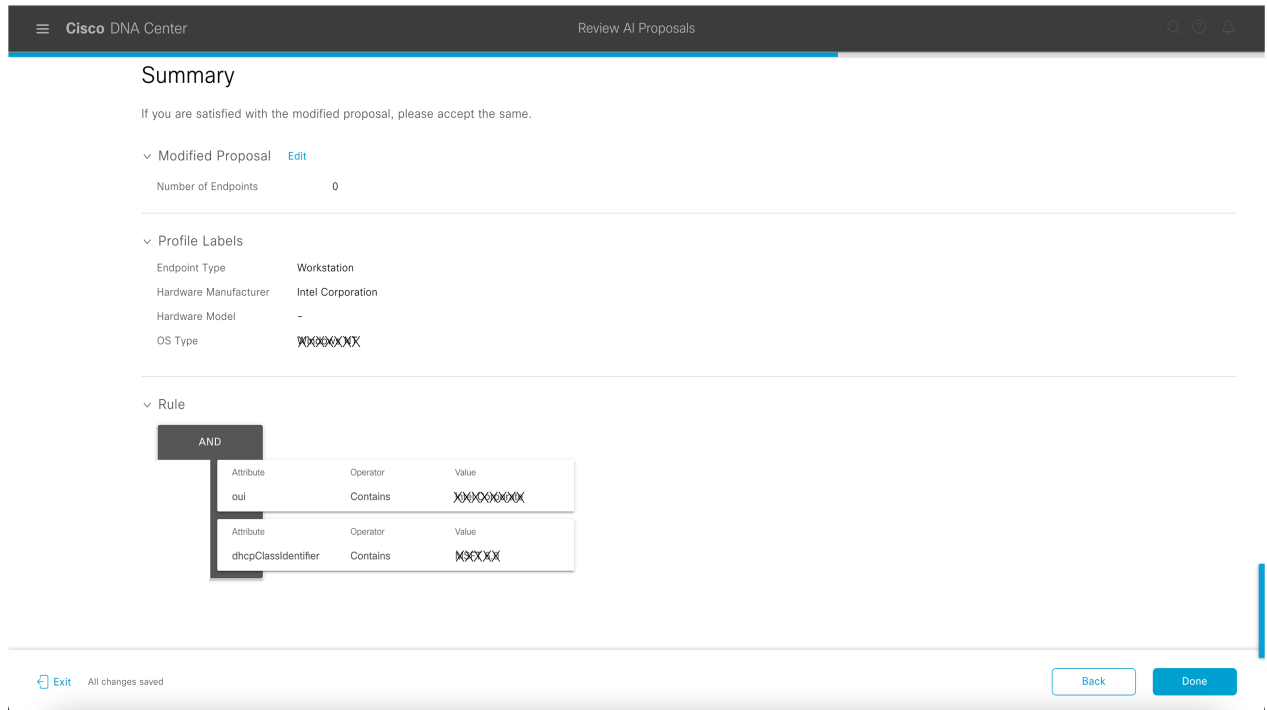 Cisco DNA Center
Review AI Proposals
Summary
If you are satisfied with the modified proposal, please accept the same.
Modified Proposal Edit
Number of Endpoints 0
Profile Labels
Endpoint Type Workstation
Hardware Manufacturer Intel Corporation
Hardware Model -
OS Type
Rule
AND
Attribute Operator Value
oui Contains
Attribute Operator Value
dhcpClassIdentifier Contains
Exit All changes saved
Back
Done